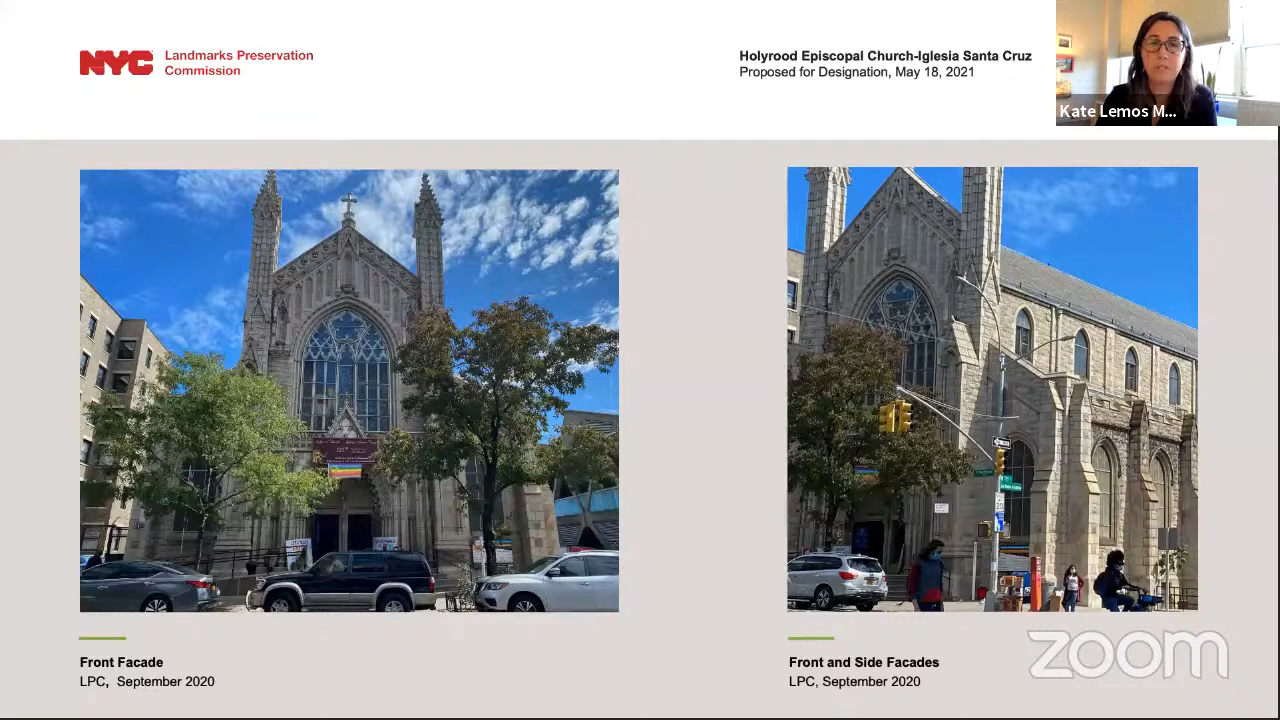 NYC Landmarks Preservation
Commission
Holyrood Episcopal Church-Iglesia Santa Cruz
Proposed for Designation, May 18, 2021
Kate Lemos M...
Front Facade
LPC, September 2020
Front and Side Facades
LPC, September 2020
zoom